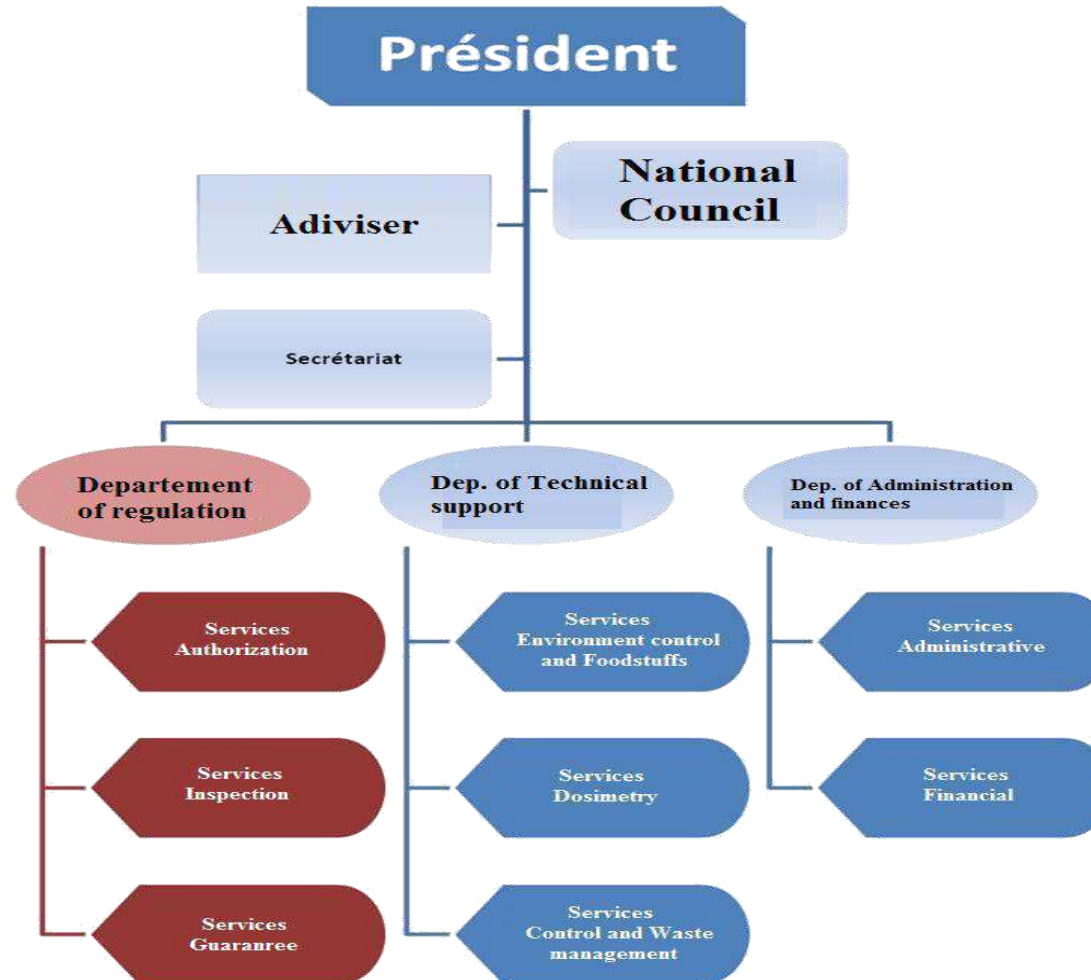 Président
National
Council
Adiviser
Secrétariat
Departement
of regulation
Dep. of Technical
support
Dep. of Administration
and finances
Services
Authorization
Services
Environment control
and Foodstuffs
Services
Administrative
Services
Inspection
Services
Dosimetry
Services
Financial
Services
Guaranree
Services
Control and Waste
management